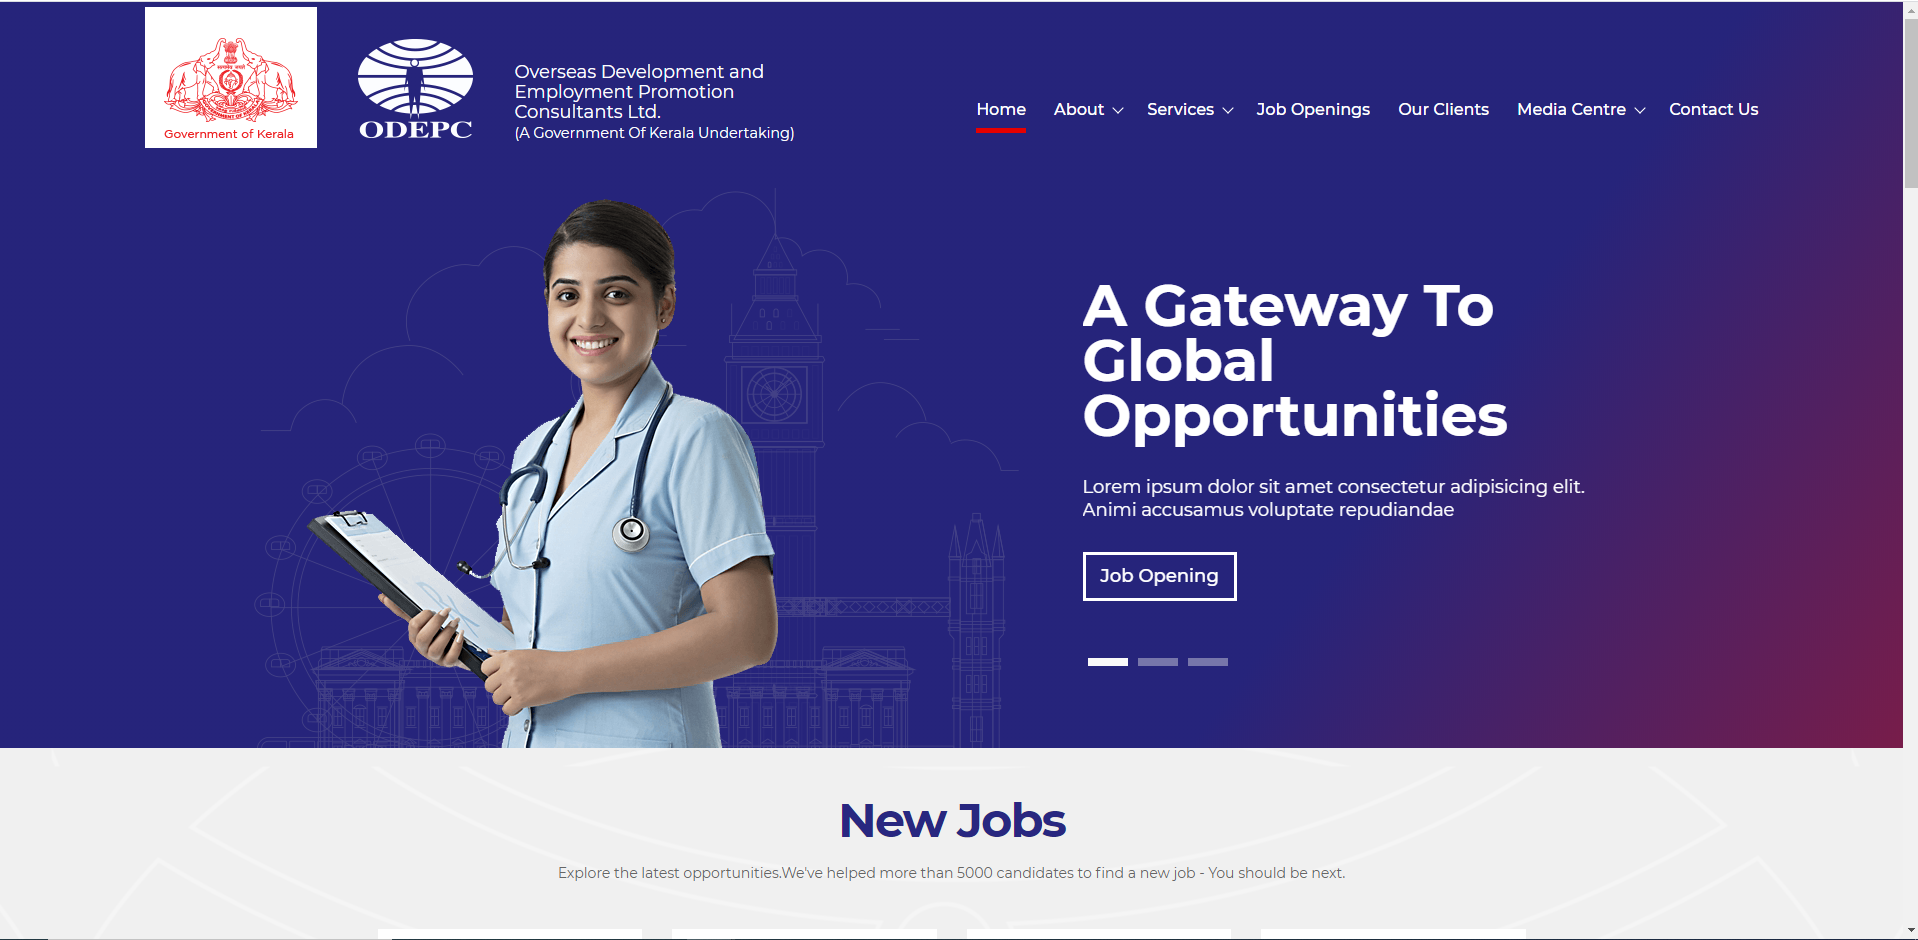 Government of Kerala
ODEPC
Overseas Development and
Employment Promotion
Consultants Ltd.
(A Government Of Kerala Undertaking)
Home About Services Job Openings Our Clients Media Centre Contact Us
A Gateway To
Global
Opportunities
Lorem ipsum dolor sit amet consectetur adipisicing elit.
Animi accusamus voluptate repudiandae
Job Opening
New Jobs
Explore the latest opportunities.We've helped more than 5000 candidates to find a new job - You should be next.